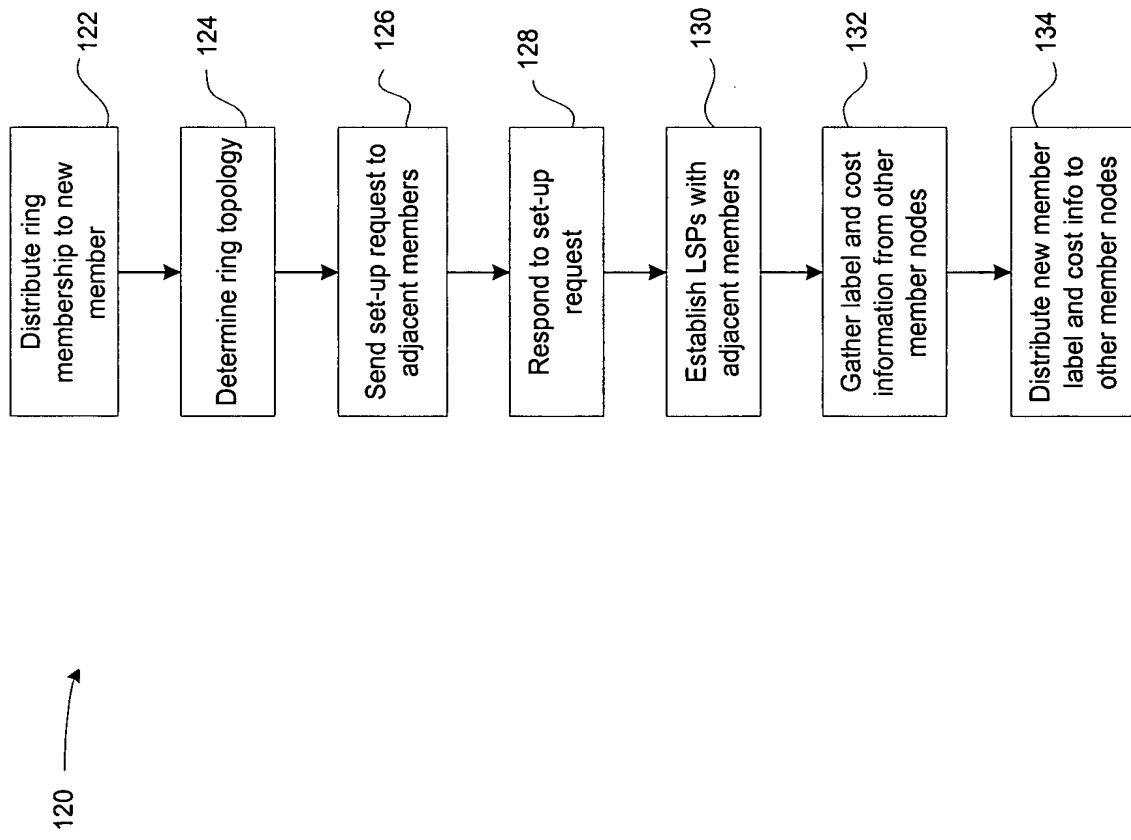 120
Distribute ring
membership to new
member
122
Determine ring topology
124
Send set-up request to
adjacent members
126
Respond to set-up
request
128
Establish LSPs with
adjacent members
130
Gather label and cost
information from other
member nodes
132
Distribute new member
label and cost info to
other member nodes
134